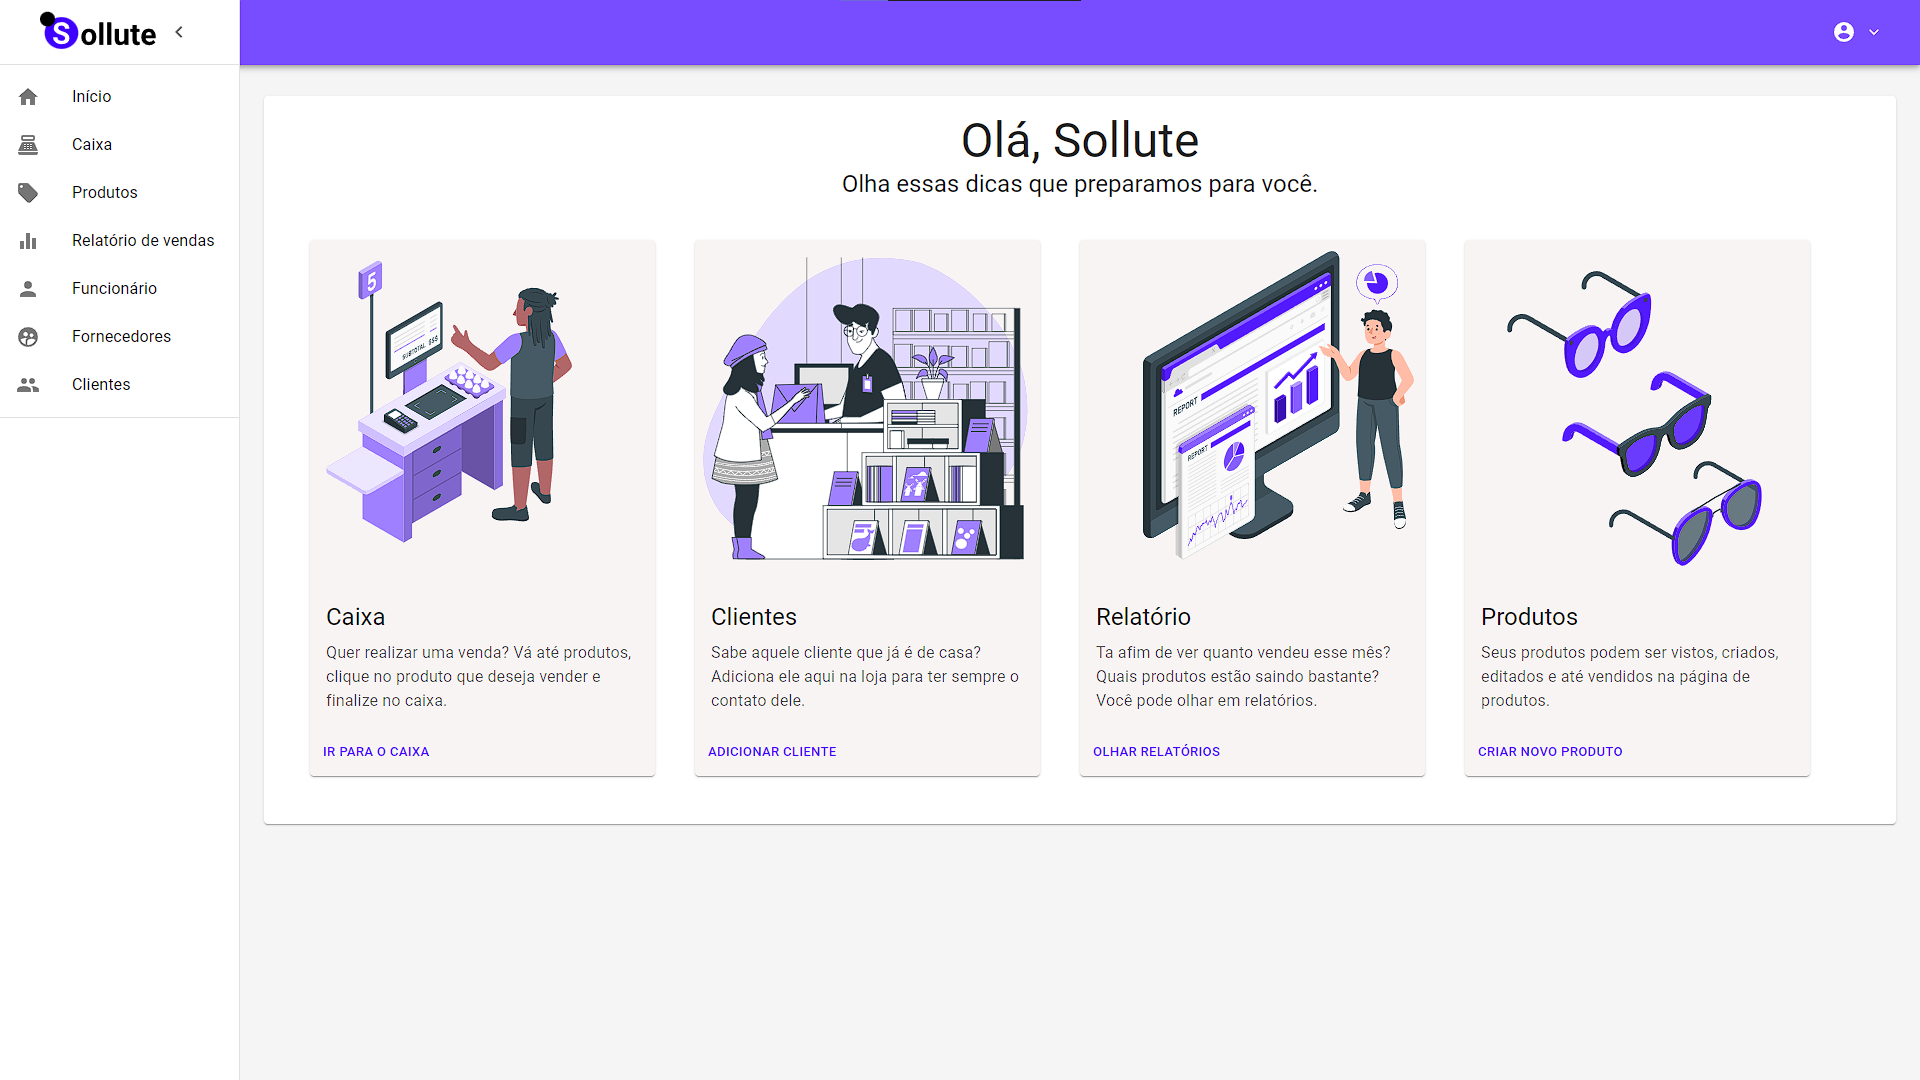 Sollute
Início
Caixa
Produtos
Relatório de vendas
Funcionário
Fornecedores
Clientes
Olá, Sollute
Olha essas dicas que preparamos para você.
5
SUBTOTAL $$$
Caixa
Quer realizar uma venda? Vá até produtos,
clique no produto que deseja vender e
finalize no caixa.
IR PARA O CAIXA
Clientes
Sabe aquele cliente que já é de casa?
Adiciona ele aqui na loja para ter sempre o
contato dele.
ADICIONAR CLIENTE
REPORT
REPORT
Relatório
Ta afim de ver quanto vendeu esse mês?
Quais produtos estão saindo bastante?
Você pode olhar em relatórios.
OLHAR RELATÓRIOS
Produtos
Seus produtos podem ser vistos, criados,
editados e até vendidos na página de
produtos.
CRIAR NOVO PRODUTO